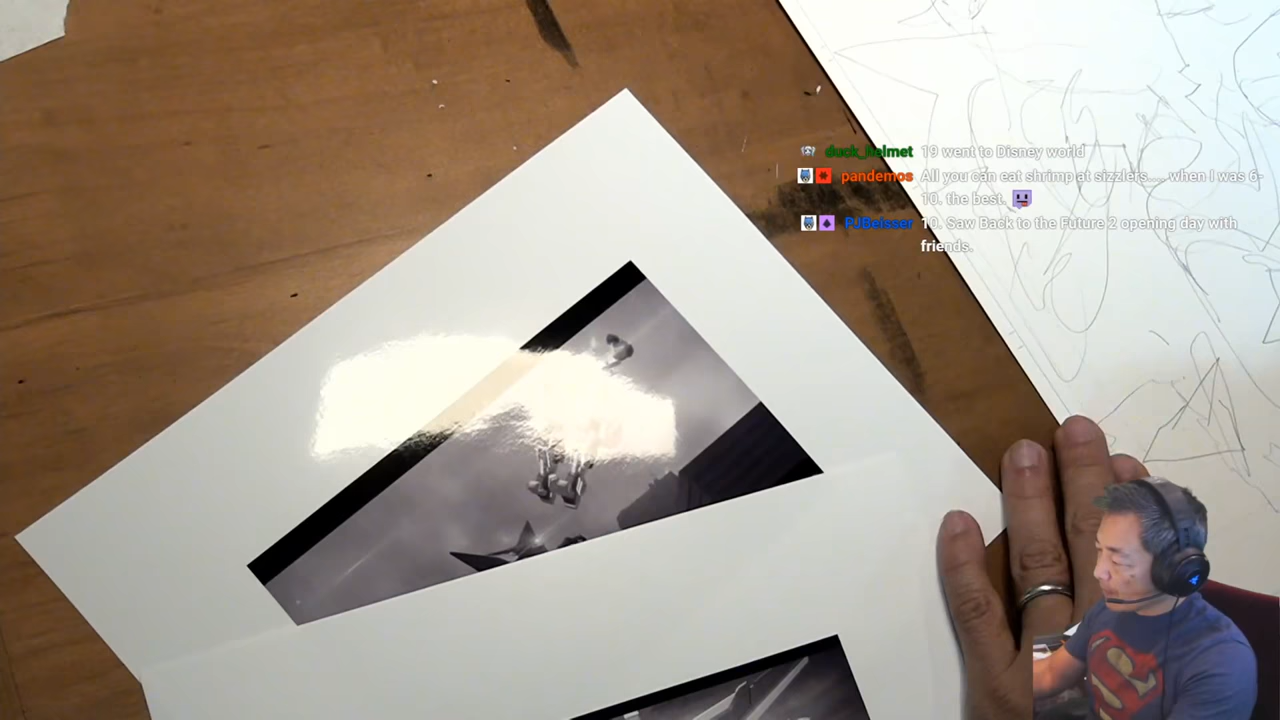 duck_helmet 19 went to Disney world
pandemos All you can eat shrimp at sizzlers.... when I was 6-
10. the best.
PJBeisser 10. Saw Back to the Future 2 opening day with
friends.